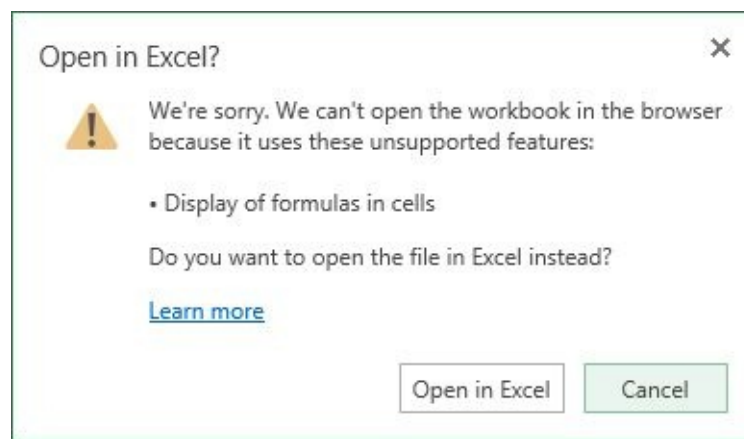 Open in Excel?
We're sorry. We can't open the workbook in the browser
because it uses these unsupported features:
• Display of formulas in cells
Do you want to open the file in Excel instead?
Learn more
Open in Excel
Cancel